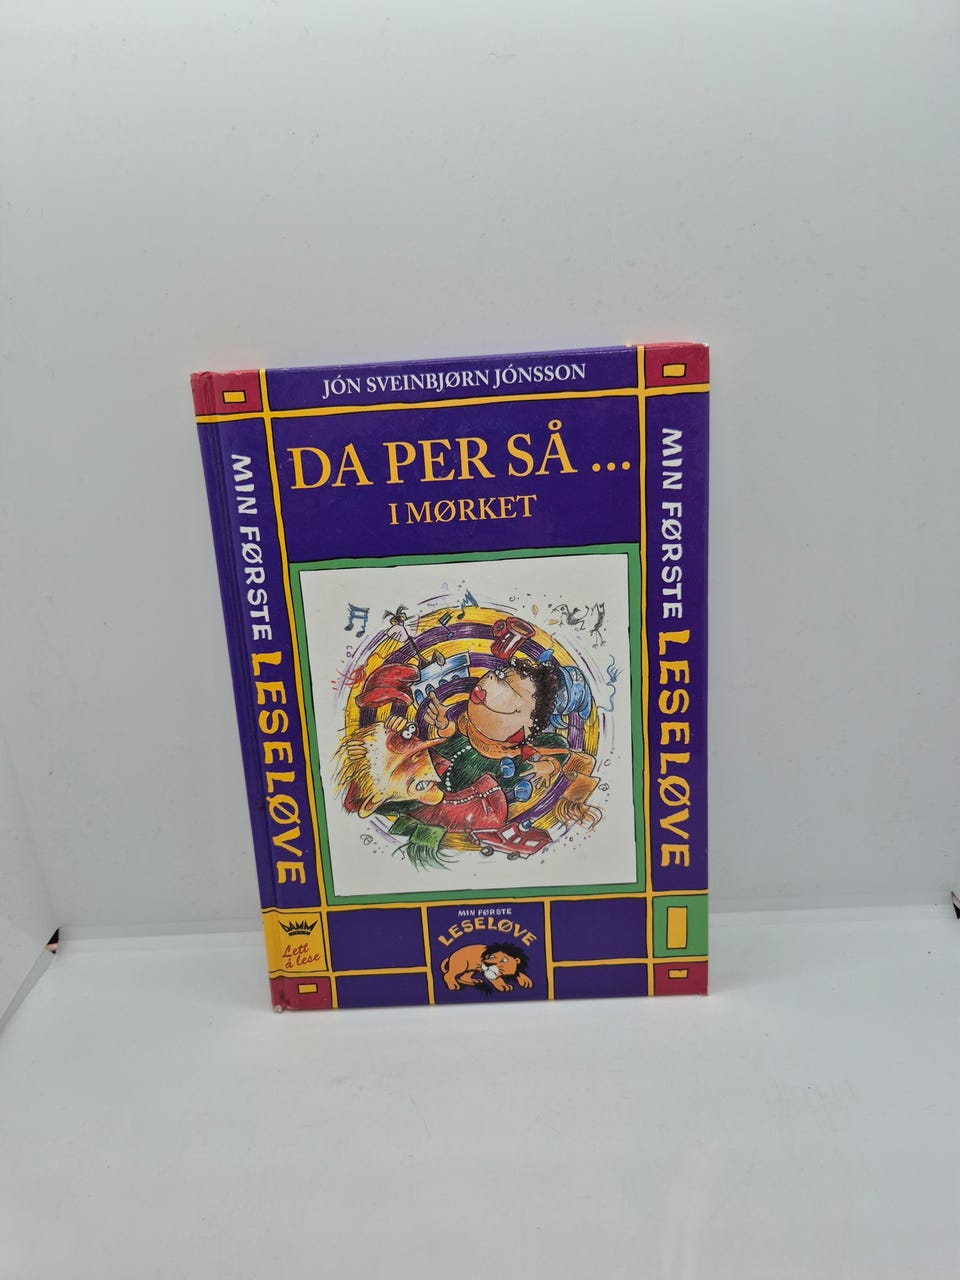 JÓN SVEINBJØRN JÓNSSON
DA PER SÅ ...
I MØRKET
MIN FØRSTE LESELØVE
MIN FØRSTE LESELØVE
DAMM
Lett
å lese
MIN FØRSTE
LESELØVE